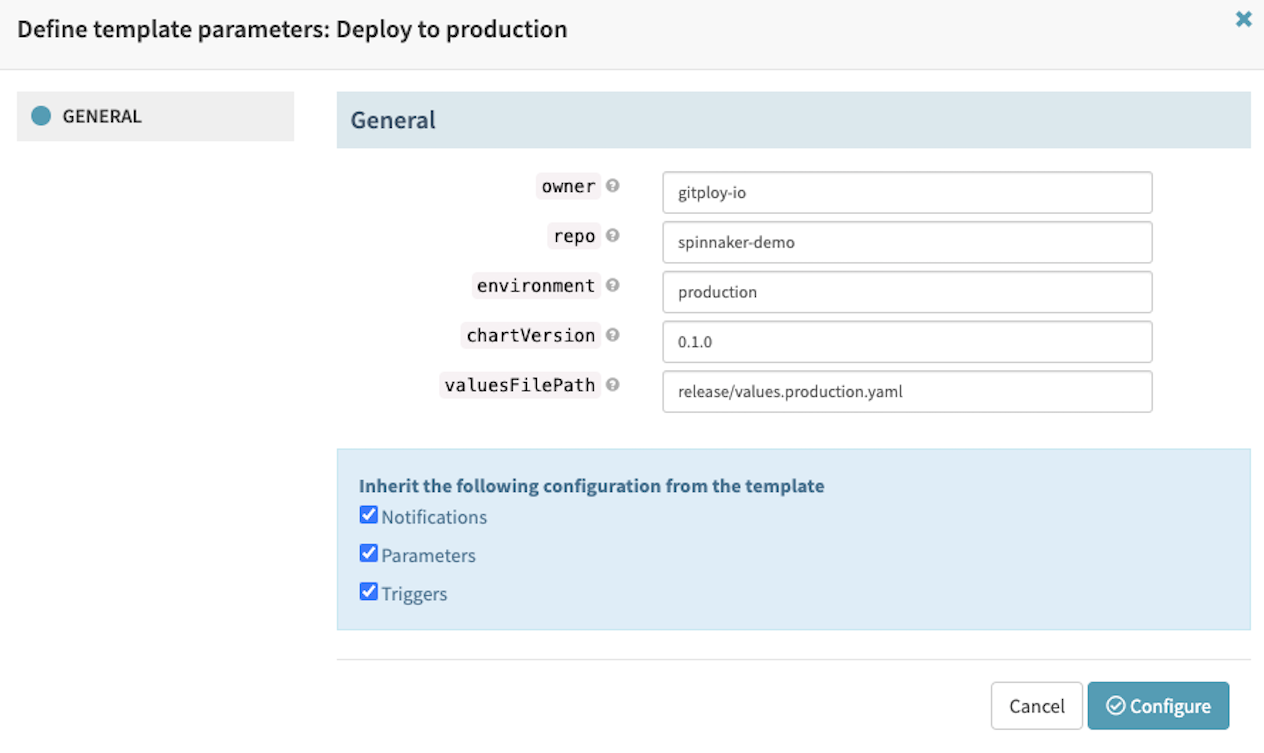 Define template parameters: Deploy to production
GENERAL
General
owner
gitploy-io
repo
spinnaker-demo
environment
production
chartVersion
0.1.0
valuesFilePath
release/values.production.yaml
Inherit the following configuration from the template
Notifications
Parameters
Triggers
Cancel
Configure